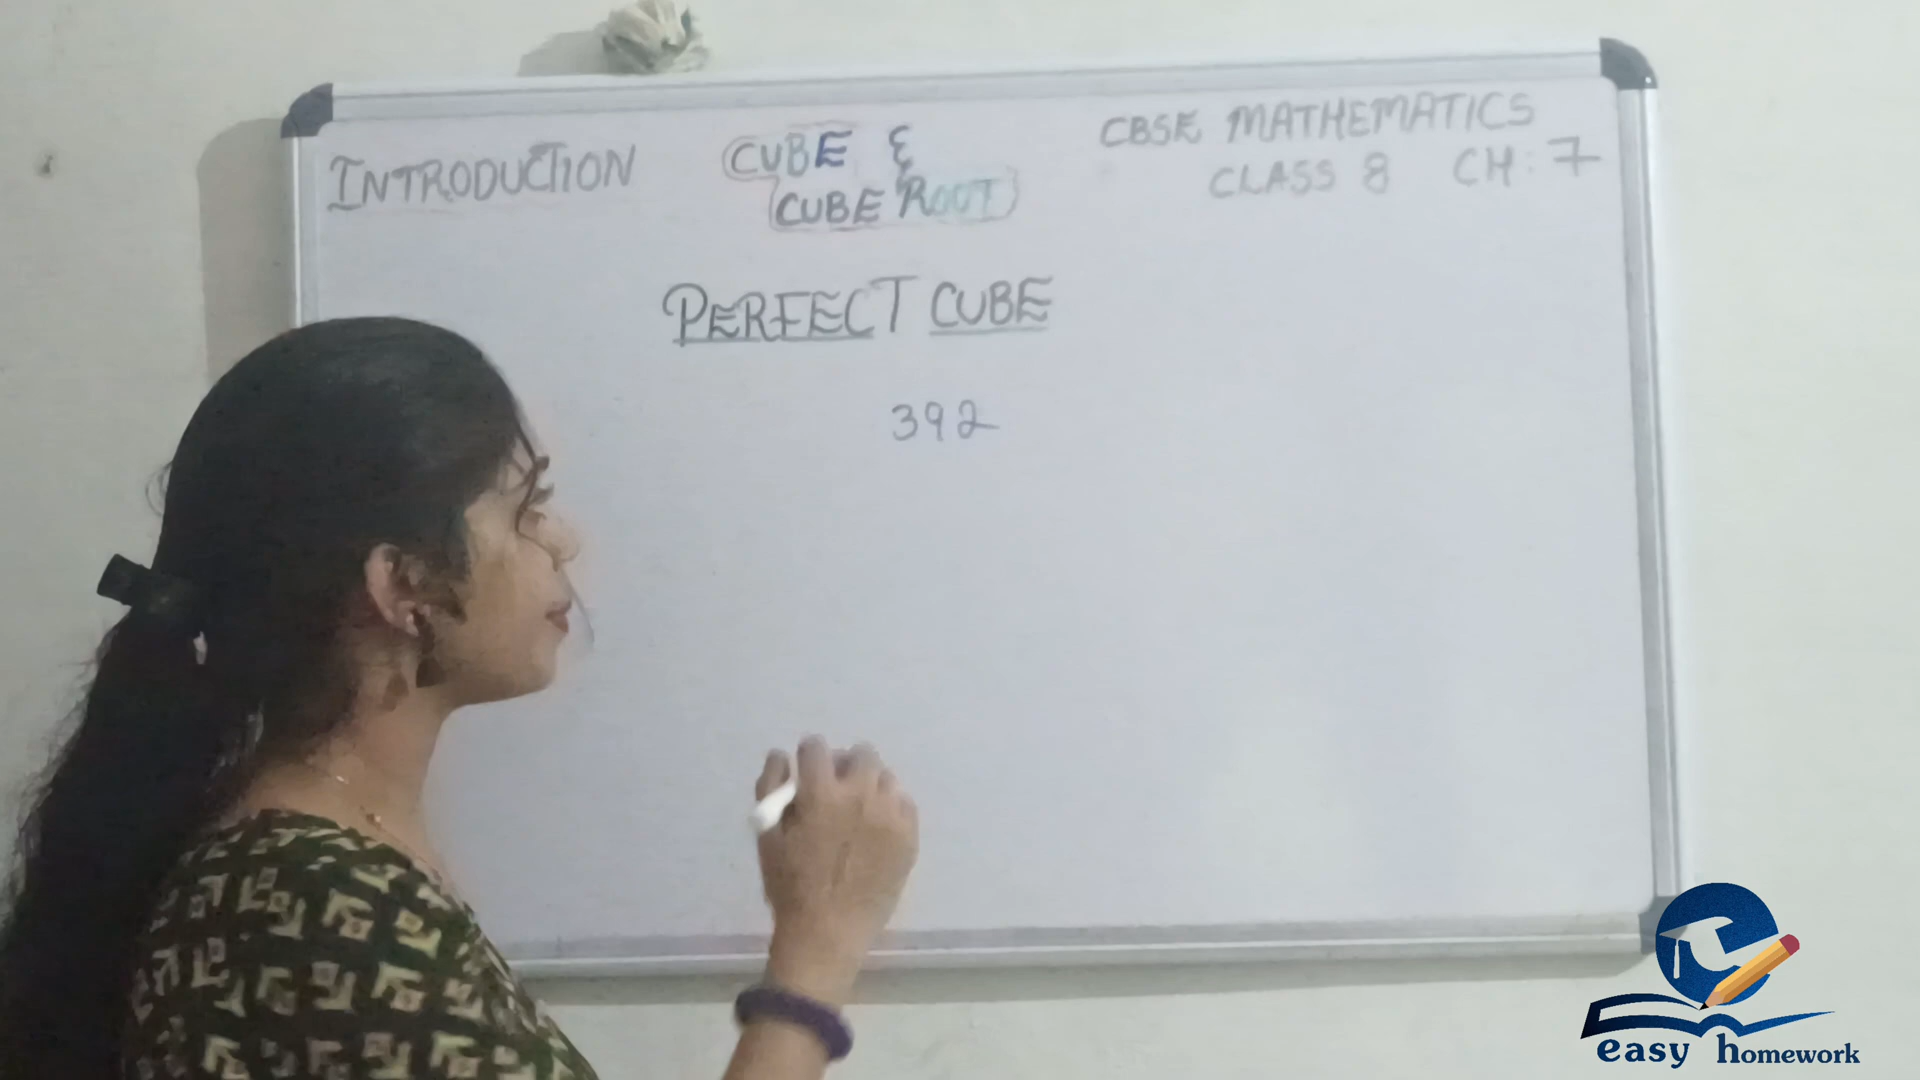 INTRODUCTION
CUBE &
CUBE ROOT
CBSE MATHEMATICS
CLASS 8 CH: 7
PERFECT CUBE
392
easy homework